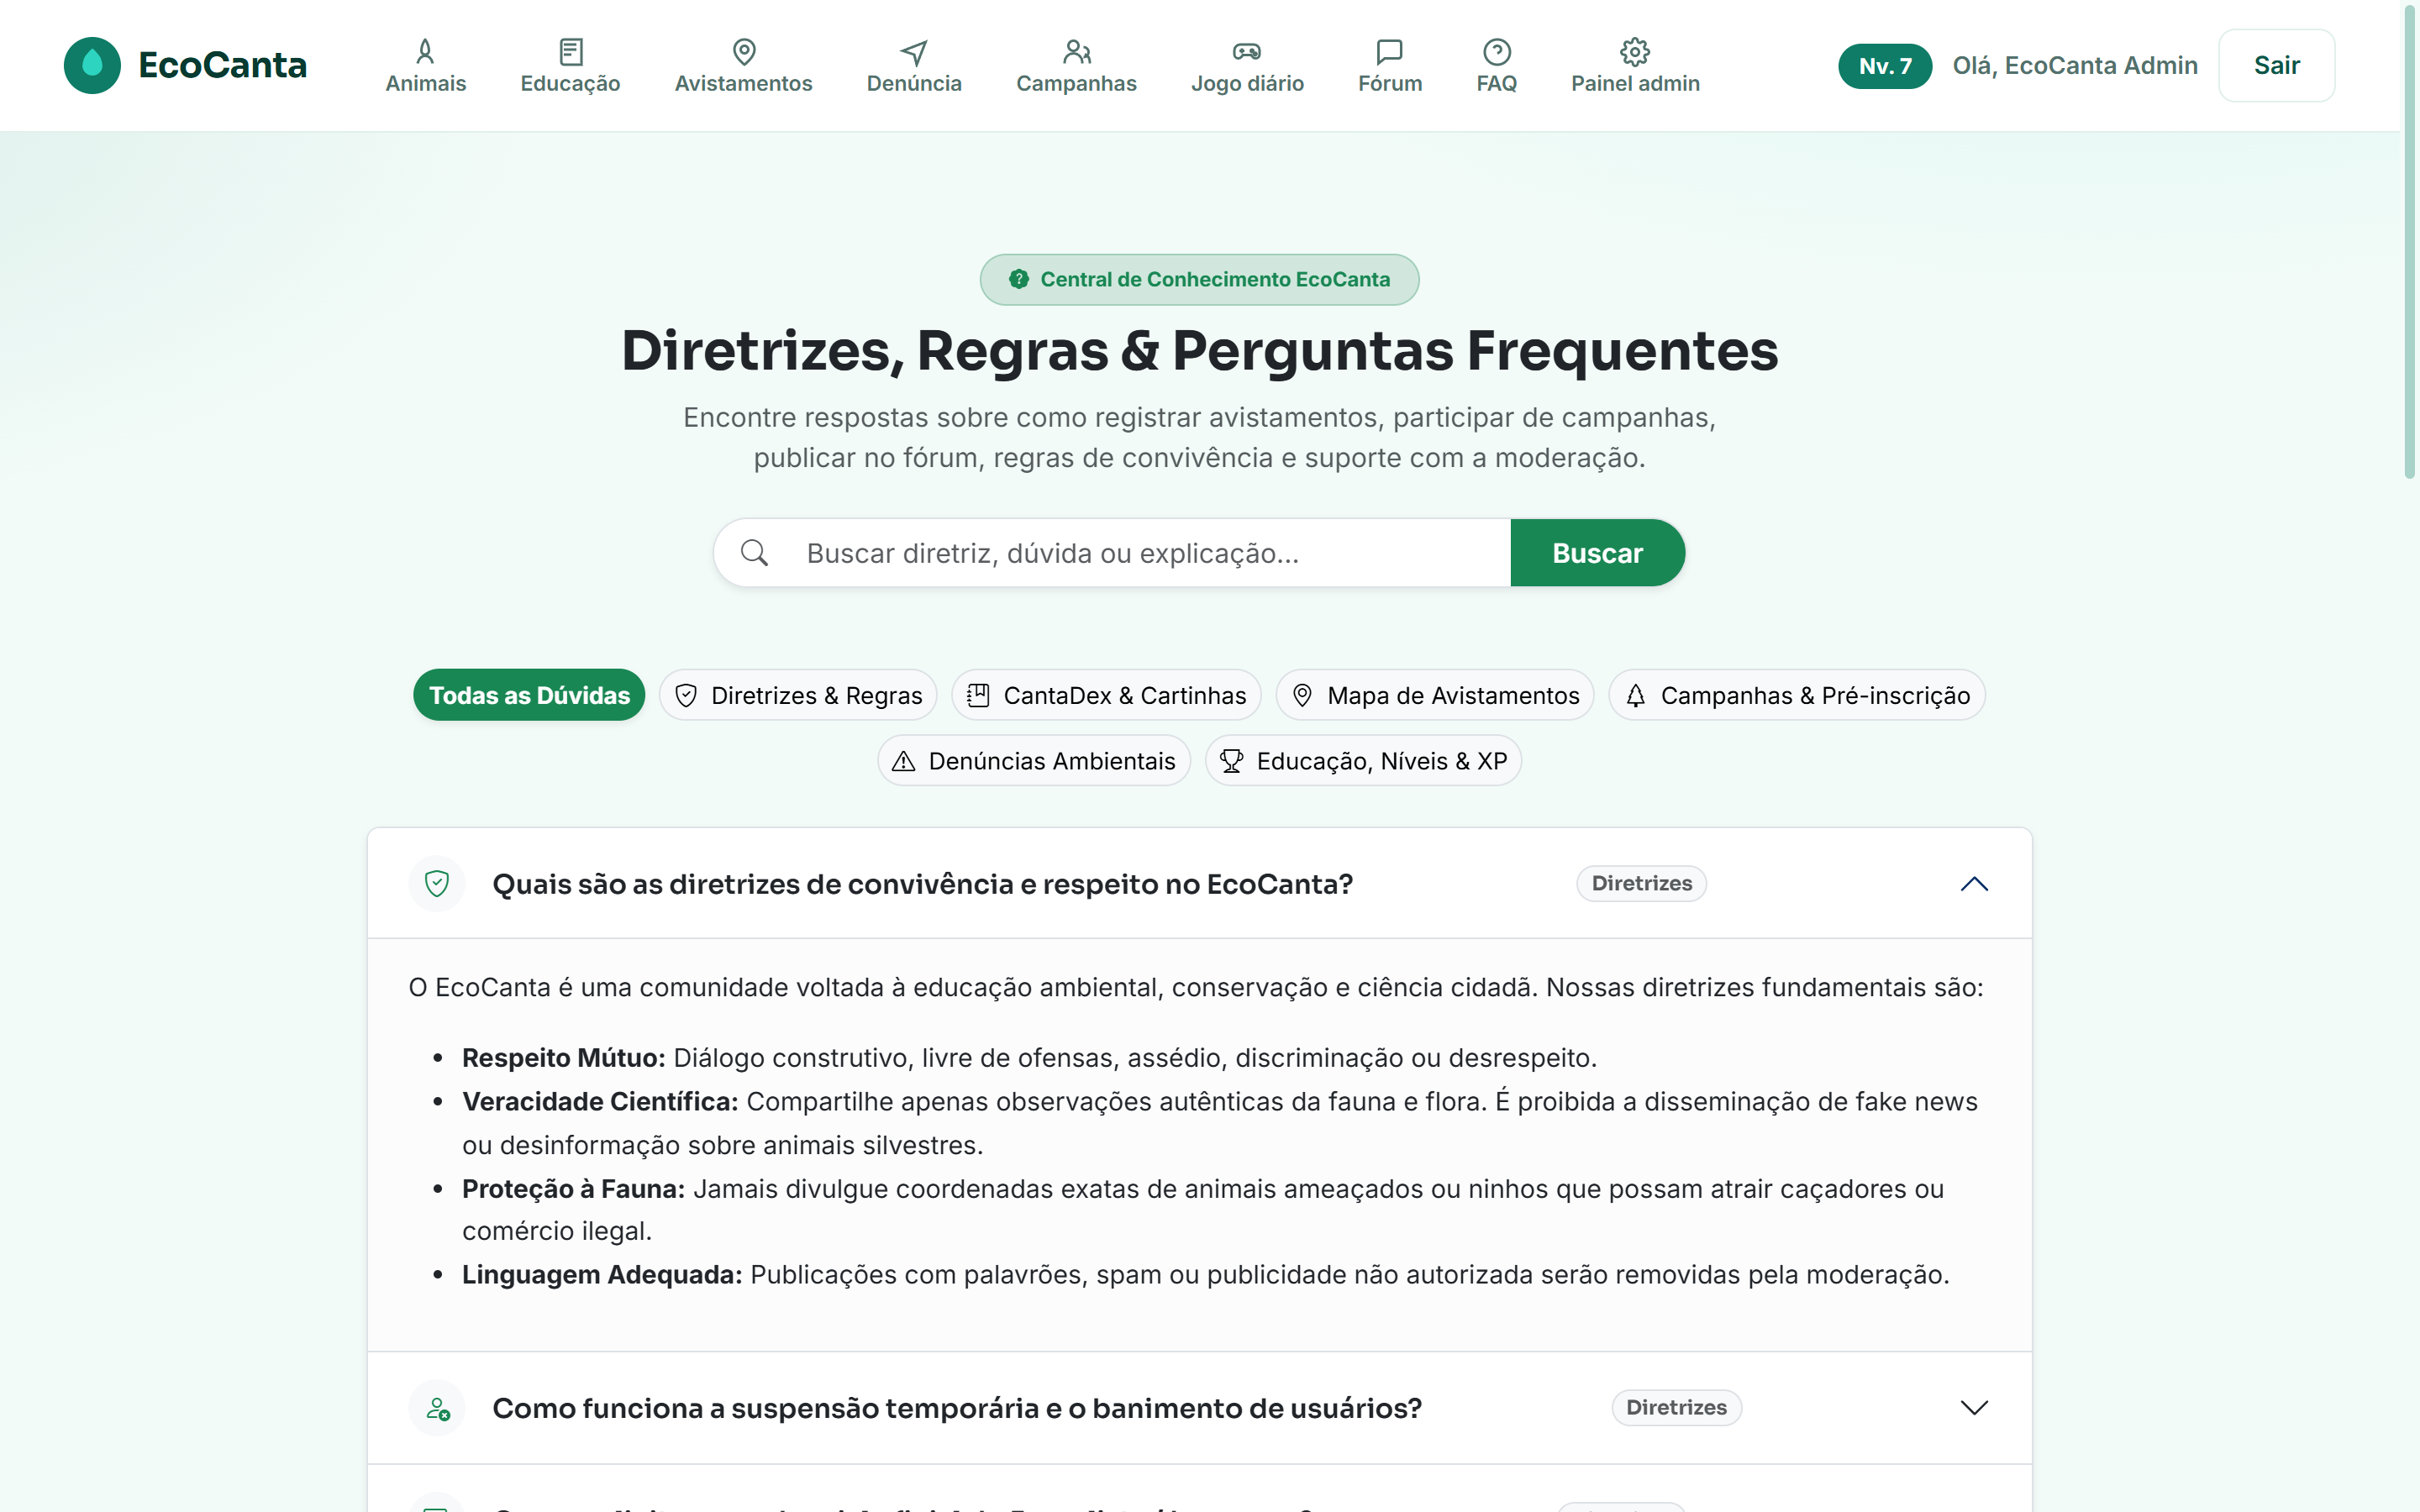 EcoCanta
Animais
Educação
Avistamentos
Denúncia
Campanhas
Jogo diário
Fórum
FAQ
Painel admin
Nv. 7
Olá, EcoCanta Admin
Sair
Central de Conhecimento EcoCanta
Diretrizes, Regras & Perguntas Frequentes
Encontre respostas sobre como registrar avistamentos, participar de campanhas,
publicar no fórum, regras de convivência e suporte com a moderação.
Buscar diretriz, dúvida ou explicação...
Buscar
Todas as Dúvidas
Diretrizes & Regras
CantaDex & Cartinhas
Mapa de Avistamentos
Campanhas & Pré-inscrição
Denúncias Ambientais
Educação, Níveis & XP
Quais são as diretrizes de convivência e respeito no EcoCanta?
Diretrizes
O EcoCanta é uma comunidade voltada à educação ambiental, conservação e ciência cidadã. Nossas diretrizes fundamentais são:
• Respeito Mútuo: Diálogo construtivo, livre de ofensas, assédio, discriminação ou desrespeito.
• Veracidade Científica: Compartilhe apenas observações autênticas da fauna e flora. É proibida a disseminação de fake news
ou desinformação sobre animais silvestres.
• Proteção à Fauna: Jamais divulgue coordenadas exatas de animais ameaçados ou ninhos que possam atrair caçadores ou
comércio ilegal.
• Linguagem Adequada: Publicações com palavrões, spam ou publicidade não autorizada serão removidas pela moderação.
Como funciona a suspensão temporária e o banimento de usuários?
Diretrizes